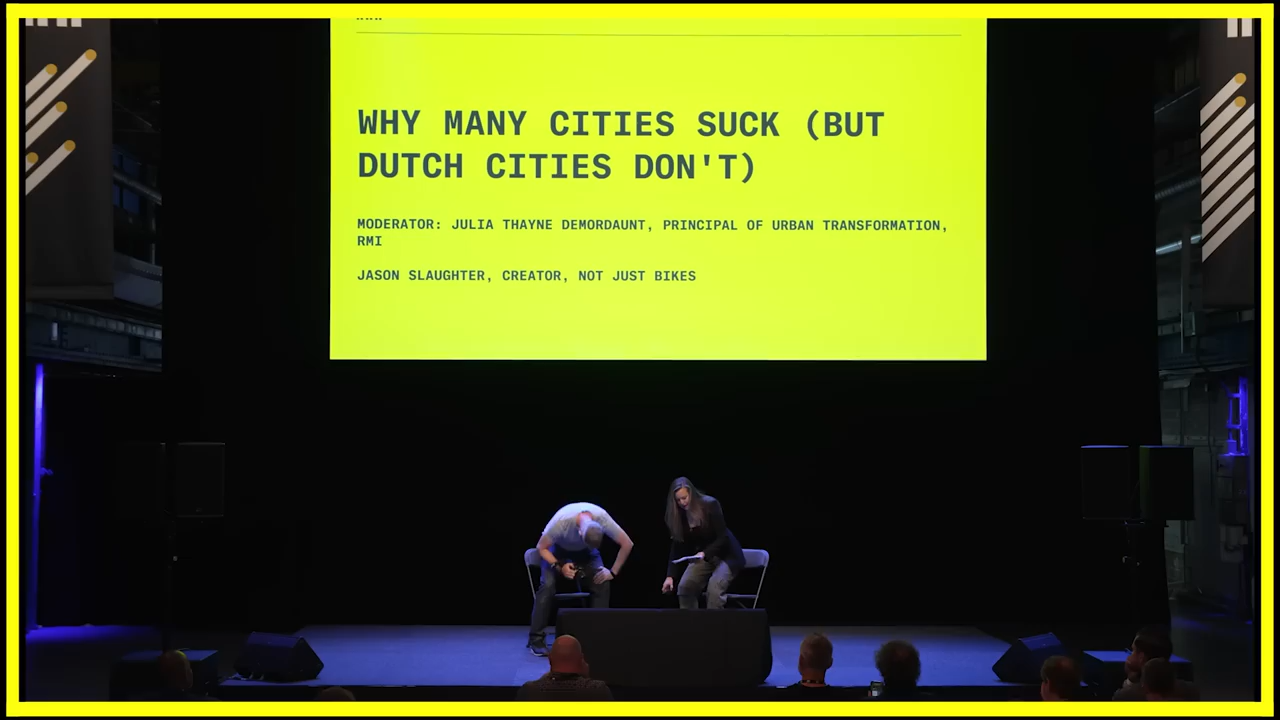 WHY MANY CITIES SUCK (BUT
DUTCH CITIES DON'T)
MODERATOR: JULIA THAYNE DEMORDAUNT, PRINCIPAL OF URBAN TRANSFORMATION,
RMI
JASON SLAUGHTER, CREATOR, NOT JUST BIKES